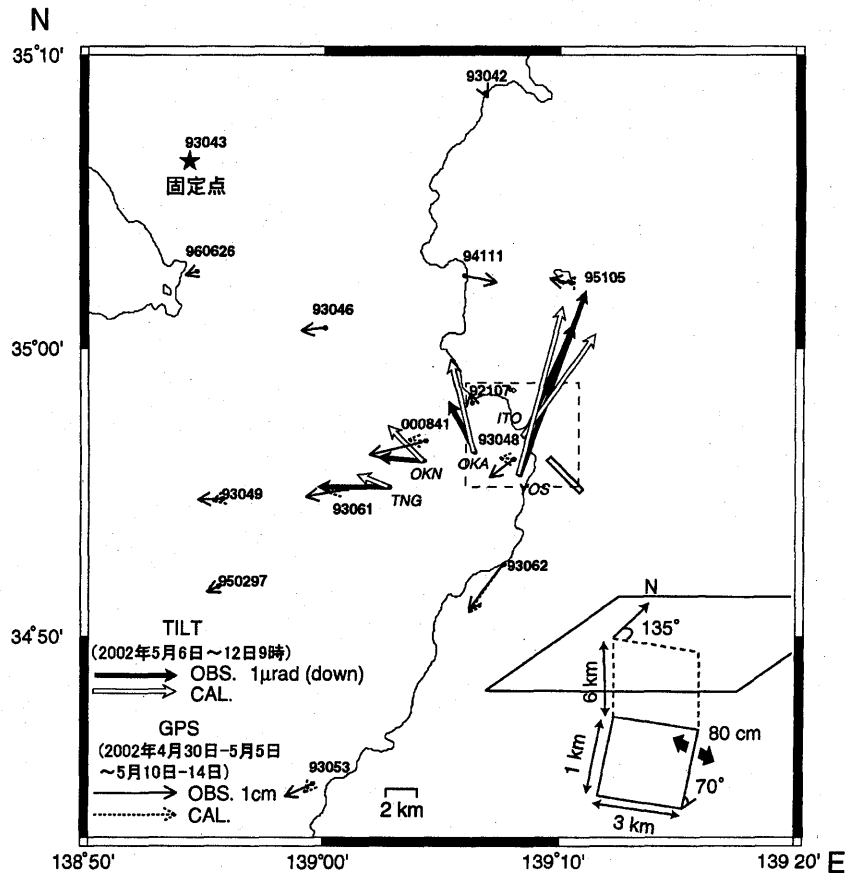 N
35°10'
93042
93043
固定点
960626
94111
95105
93046
35°00'
92107
ITO
000841
93048
OKA
OKN
YOS
TNG
93049
93061
93062
950297
34°50'
TILT
(2002年5月6日～12日9時)
OBS. 1μrad (down)
CAL.
GPS
(2002年4月30日-5月5日
～5月10日-14日)
OBS. 1cm
CAL.
93053
2 km
N
135°
6 km
80 cm
1 km
70°
3 km
138°50'
139°00'
139°10'
139°20'
E